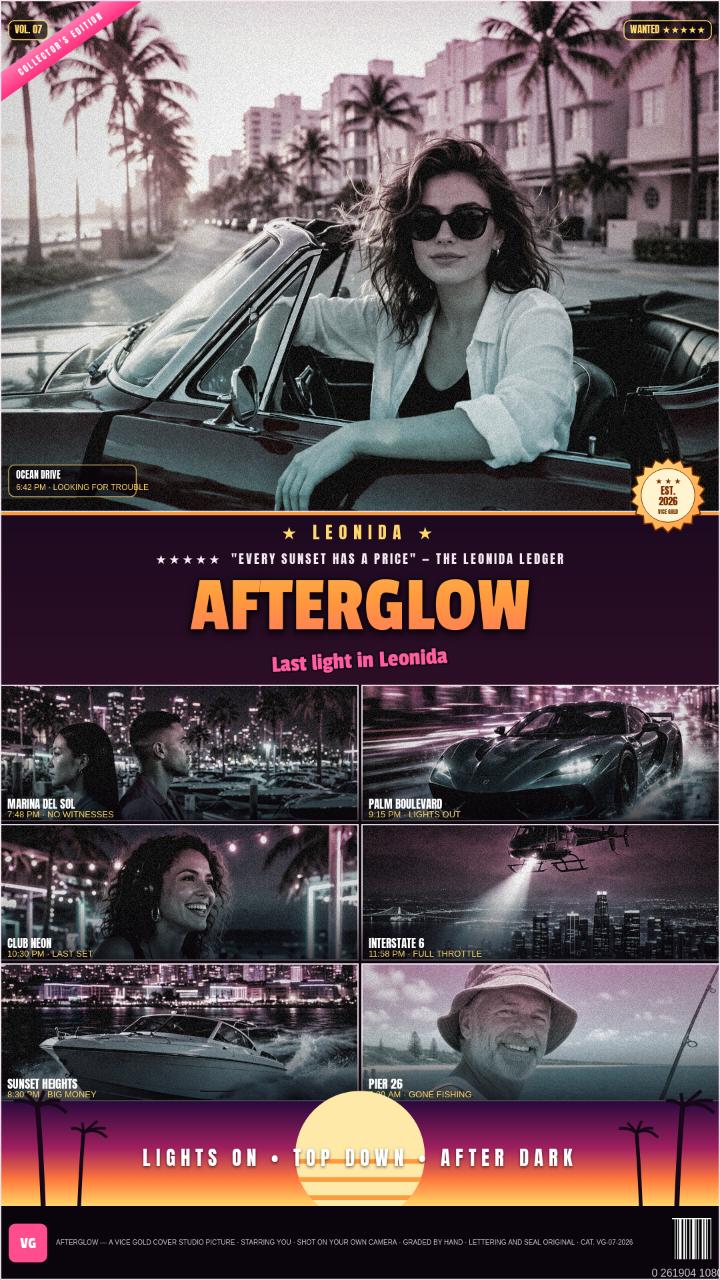 VOL. 07
COLLECTOR'S EDITION
WANTED ★★★★★
OCEAN DRIVE
6:42 PM · LOOKING FOR TROUBLE
★ ★ ★
EST.
2026
VICE GOLD
★ LEONIDA ★
★★★★★ "EVERY SUNSET HAS A PRICE" — THE LEONIDA LEDGER
AFTERGLOW
Last light in Leonida
MARINA DEL SOL
7:48 PM · NO WITNESSES
PALM BOULEVARD
9:15 PM · LIGHTS OUT
CLUB NEON
10:30 PM · LAST SET
INTERSTATE 6
11:58 PM · FULL THROTTLE
SUNSET HEIGHTS
8:30 PM · BIG MONEY
PIER 26
AM · GONE FISHING
LIGHTS ON • TOP DOWN • AFTER DARK
VG
AFTERGLOW — A VICE GOLD COVER STUDIO PICTURE · STARRING YOU · SHOT ON YOUR OWN CAMERA · GRADED BY HAND · LETTERING AND SEAL ORIGINAL · CAT. VG-07-2026
0 261904 108